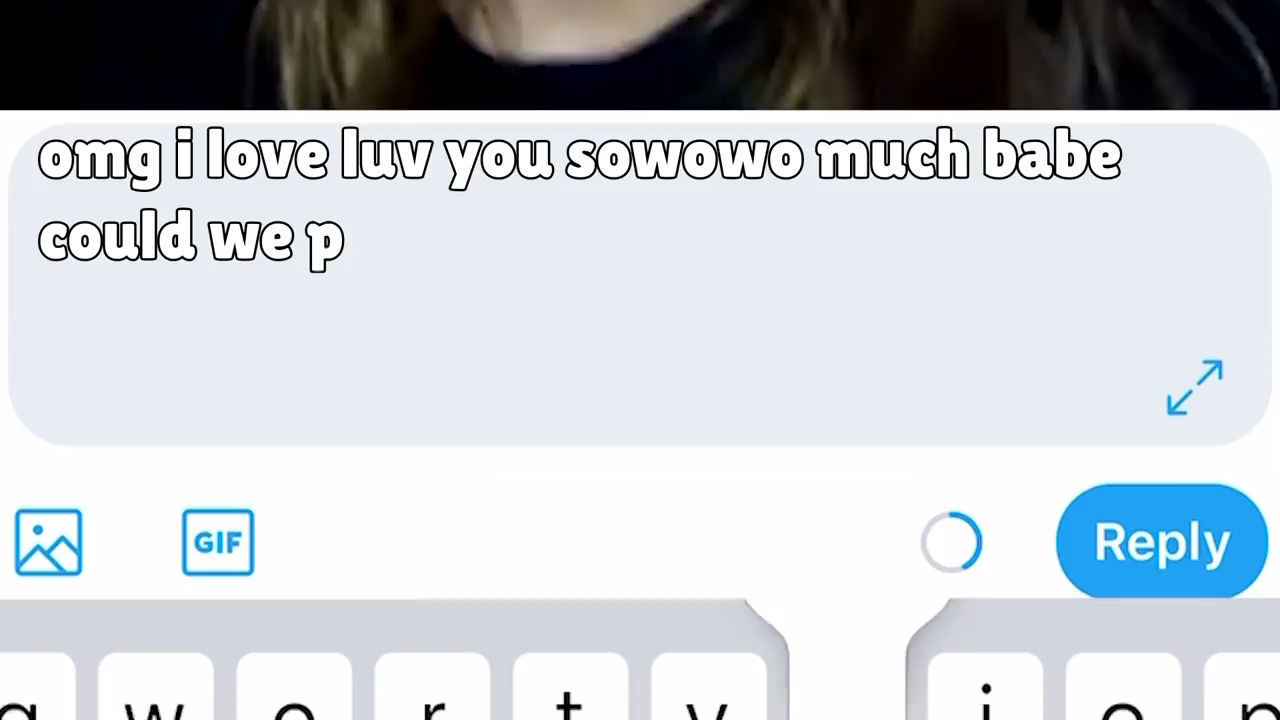 omg i love luv you sowowo much babe
could we p
GIF
Reply
q w e r t y i o p